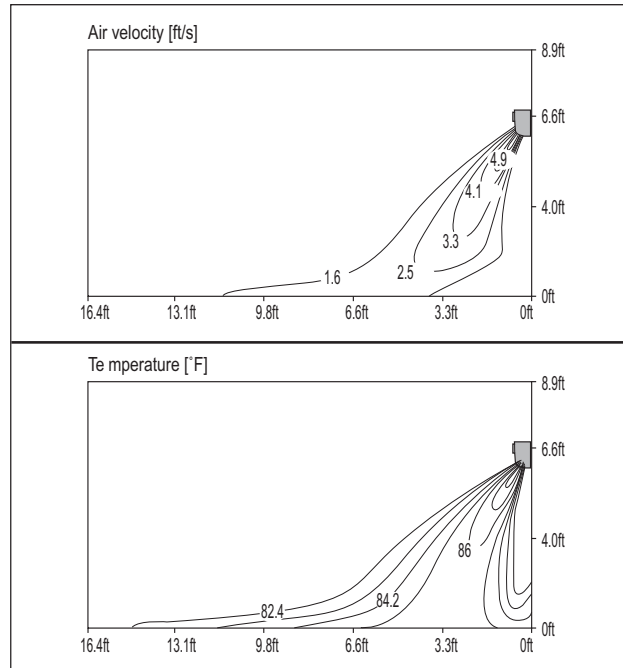 Air velocity [ft/s]
8.9ft
6.6ft
4.9
4.1
4.0ft
3.3
2.5
1.6
0ft
16.4ft 13.1ft 9.8ft 6.6ft 3.3ft 0ft
Te mperature [˚F]
8.9ft
6.6ft
4.0ft
86
84.2
82.4
0ft
16.4ft 13.1ft 9.8ft 6.6ft 3.3ft 0ft